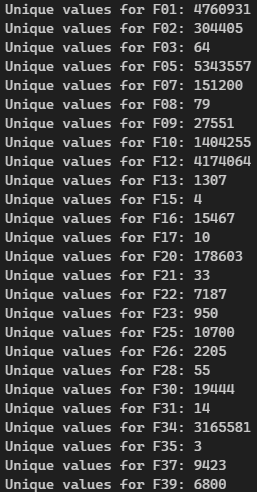 Unique values for F01: 4760931
Unique values for F02: 304405
Unique values for F03: 64
Unique values for F05: 5343557
Unique values for F07: 151200
Unique values for F08: 79
Unique values for F09: 27551
Unique values for F10: 1404255
Unique values for F12: 4174064
Unique values for F13: 1307
Unique values for F15: 4
Unique values for F16: 15467
Unique values for F17: 10
Unique values for F20: 178603
Unique values for F21: 33
Unique values for F22: 7187
Unique values for F23: 950
Unique values for F25: 10700
Unique values for F26: 2205
Unique values for F28: 55
Unique values for F30: 19444
Unique values for F31: 14
Unique values for F34: 3165581
Unique values for F35: 3
Unique values for F37: 9423
Unique values for F39: 6800